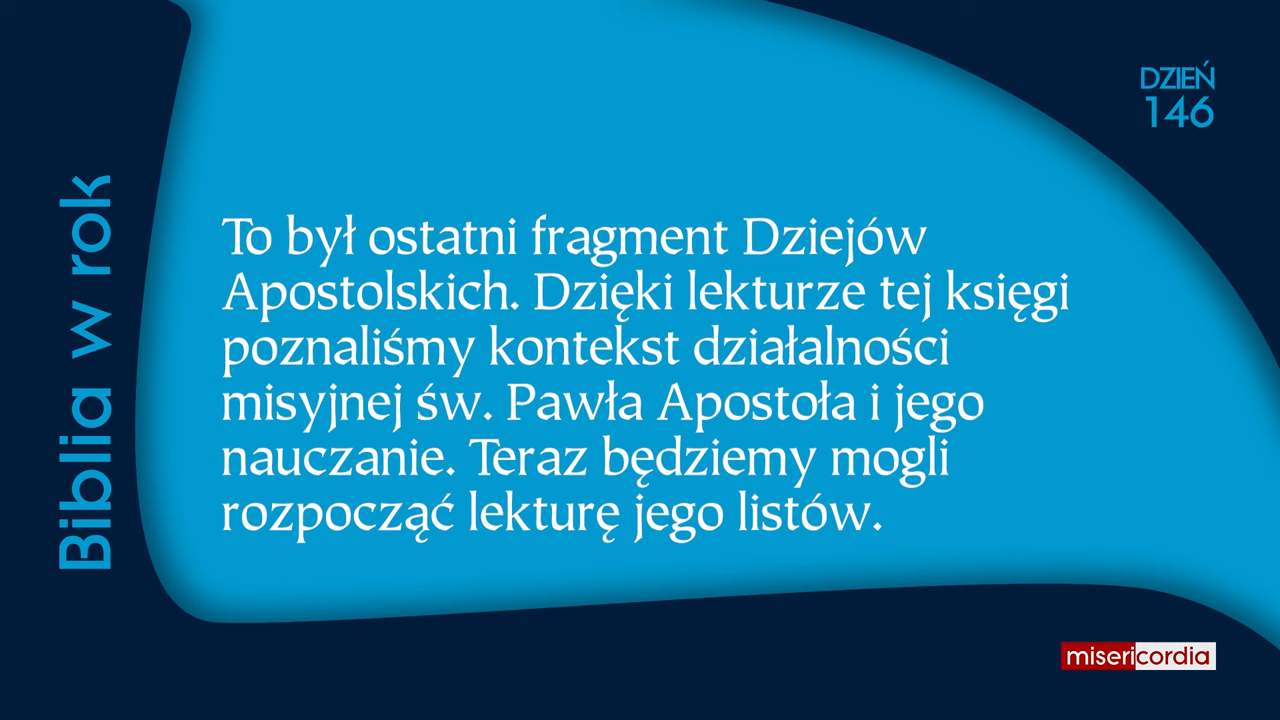 Biblia w rok
DZIEŃ
146
To był ostatni fragment Dziejów
Apostolskich. Dzięki lekturze tej księgi
poznaliśmy kontekst działalności
misyjnej św. Pawła Apostoła i jego
nauczanie. Teraz będziemy mogli
rozpocząć lekturę jego listów.
misericordia